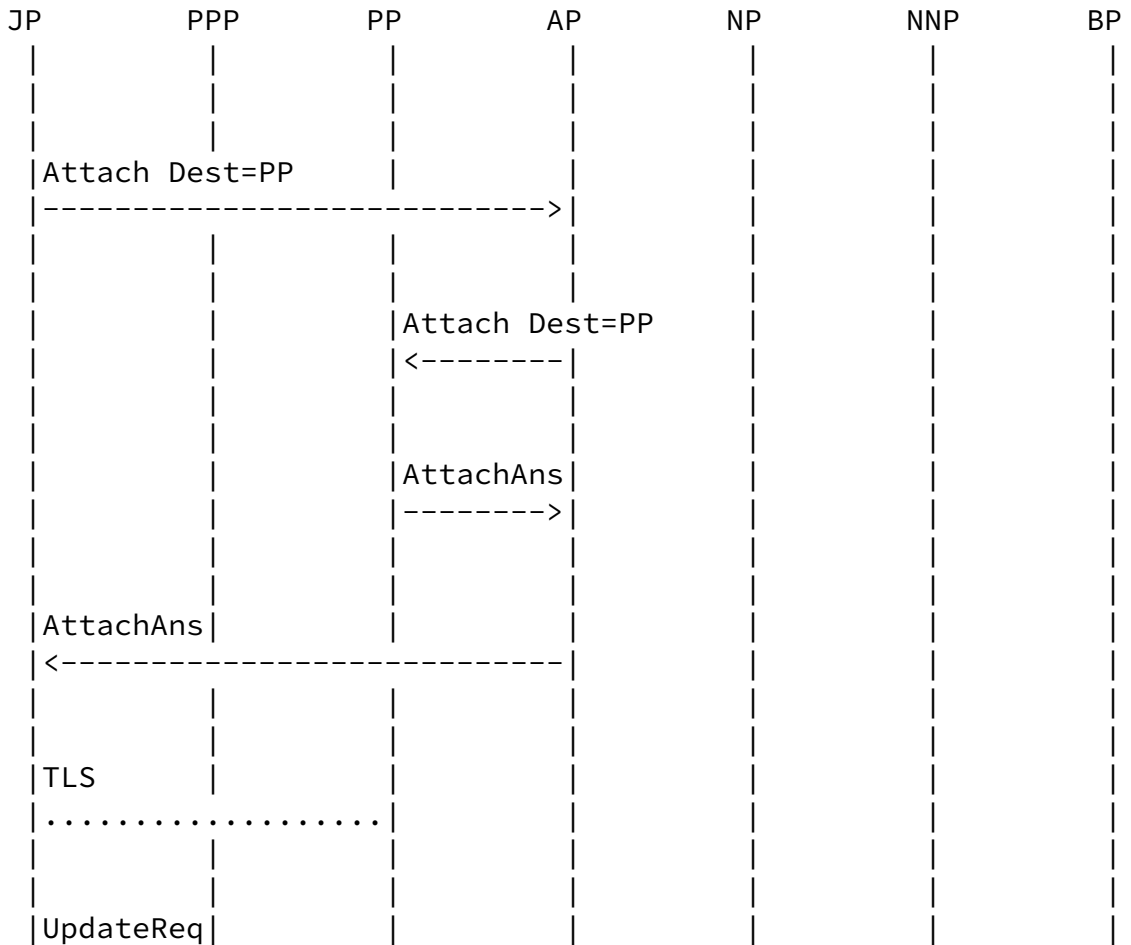 JP PPP PP AP NP NNP BP
Attach Dest=PP
Attach Dest=PP
AttachAns
AttachAns
TLS
UpdateReq